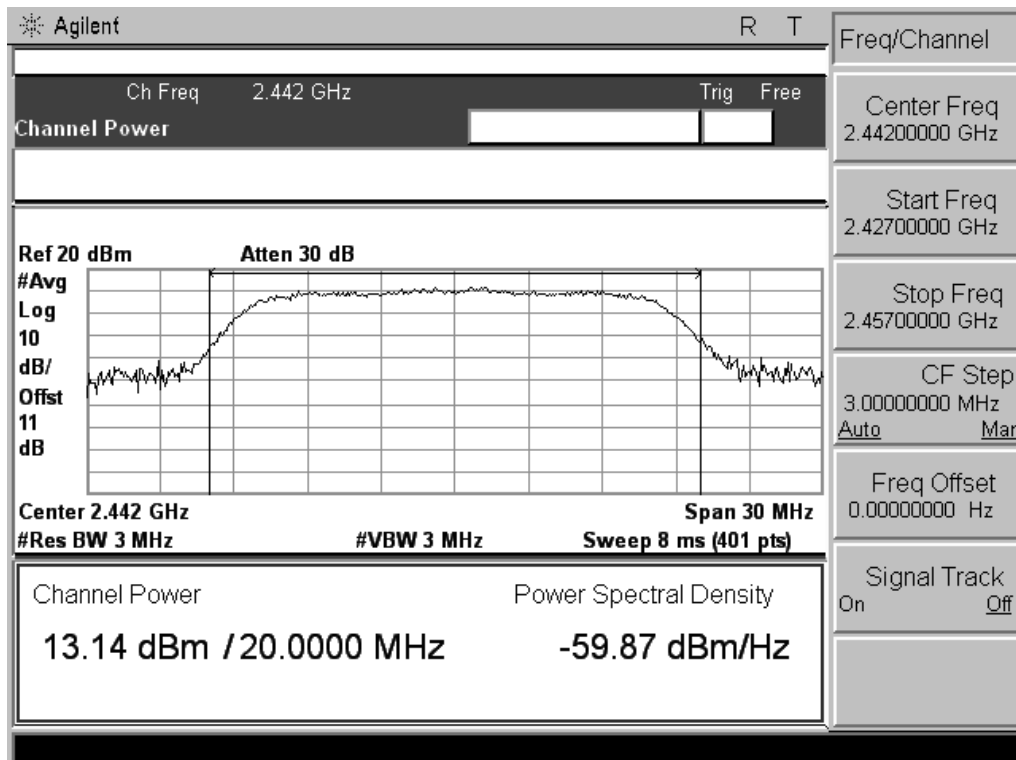 Agilent R T
Ch Freq 2.442 GHz Trig Free
Channel Power
Ref 20 dBm Atten 30 dB
#Avg
Log
10
dB/
Offst
11
dB
Center 2.442 GHz Span 30 MHz
#Res BW 3 MHz #VBW 3 MHz Sweep 8 ms (401 pts)
Channel Power Power Spectral Density
13.14 dBm / 20.0000 MHz -59.87 dBm/Hz
Freq/Channel
Center Freq
2.44200000 GHz
Start Freq
2.42700000 GHz
Stop Freq
2.45700000 GHz
CF Step
3.00000000 MHz
Auto Man
Freq Offset
0.00000000 Hz
Signal Track
On Off